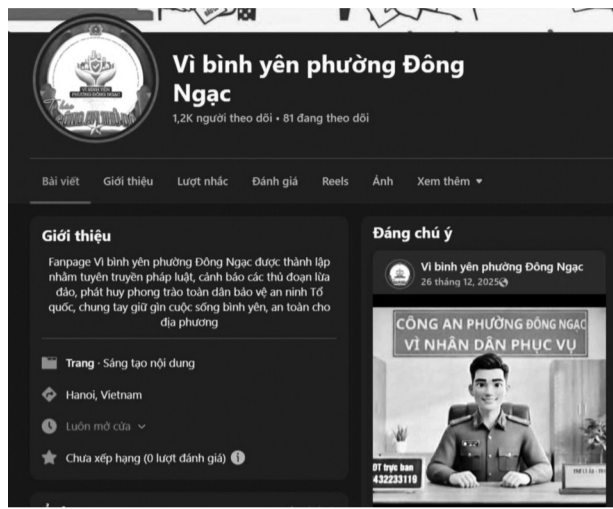 Vì bình yên phường Đông
Ngạc
1,2K người theo dõi • 81 đang theo dõi
VÌ BÌNH YÊN
PHƯỜNG ĐÔNG NGẠC
Bài viết
Giới thiệu
Lượt nhắc
Đánh giá
Reels
Ảnh
Xem thêm
Giới thiệu
Fanpage Vì bình yên phường Đông Ngạc được thành lập
nhằm tuyên truyền pháp luật, cảnh báo các thủ đoạn lừa
đảo, phát huy phong trào toàn dân bảo vệ an ninh Tổ
quốc, chung tay giữ gìn cuộc sống bình yên, an toàn cho
địa phương
Trang · Sáng tạo nội dung
Hanoi, Vietnam
Luôn mở cửa
Chưa xếp hạng (0 lượt đánh giá)
Đáng chú ý
Vì bình yên phường Đông Ngạc
26 tháng 12, 2025
CÔNG AN PHƯỜNG ĐÔNG NGẠC
VÌ NHÂN DÂN PHỤC VỤ
ĐT trực ban
432233119